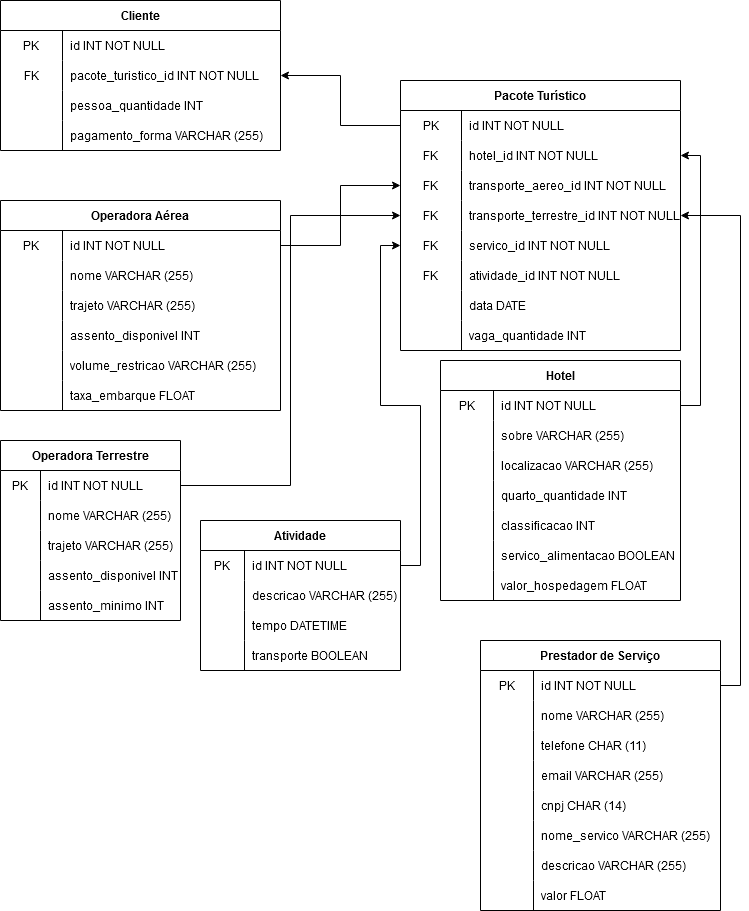 Cliente
PK id INT NOT NULL
FK pacote_turistico_id INT NOT NULL
pessoa_quantidade INT
pagamento_forma VARCHAR (255)
Pacote Turístico
PK id INT NOT NULL
FK hotel_id INT NOT NULL
FK transporte_aereo_id INT NOT NULL
FK transporte_terrestre_id INT NOT NULL
FK servico_id INT NOT NULL
FK atividade_id INT NOT NULL
data DATE
vaga_quantidade INT
Operadora Aérea
PK id INT NOT NULL
nome VARCHAR (255)
trajeto VARCHAR (255)
assento_disponivel INT
volume_restricao VARCHAR (255)
taxa_embarque FLOAT
Hotel
PK id INT NOT NULL
sobre VARCHAR (255)
localizacao VARCHAR (255)
quarto_quantidade INT
classificacao INT
servico_alimentacao BOOLEAN
valor_hospedagem FLOAT
Operadora Terrestre
PK id INT NOT NULL
nome VARCHAR (255)
trajeto VARCHAR (255)
assento_disponivel INT
assento_minimo INT
Atividade
PK id INT NOT NULL
descricao VARCHAR (255)
tempo DATETIME
transporte BOOLEAN
Prestador de Serviço
PK id INT NOT NULL
nome VARCHAR (255)
telefone CHAR (11)
email VARCHAR (255)
cnpj CHAR (14)
nome_servico VARCHAR (255)
descricao VARCHAR (255)
valor FLOAT